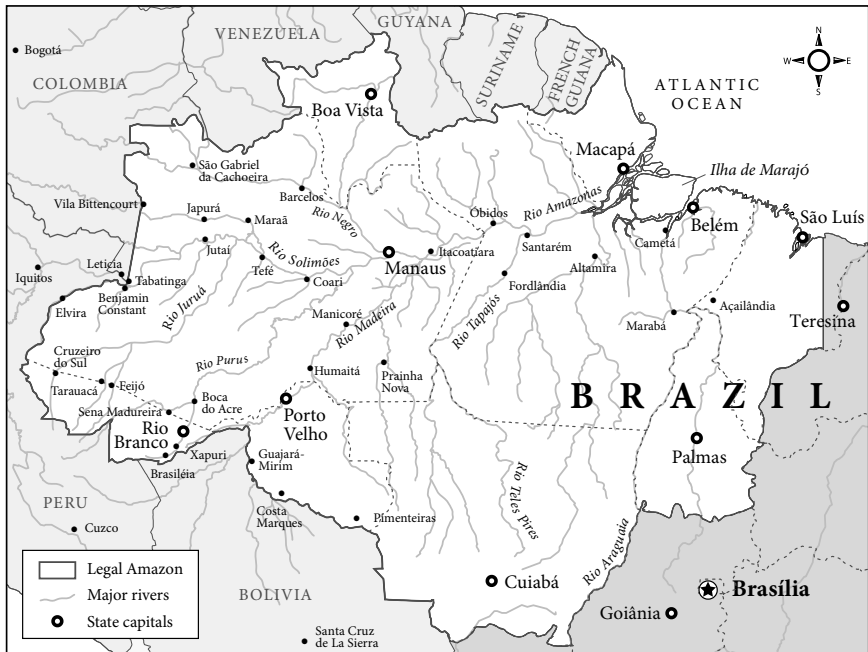 Bogotá
VENEZUELA
GUYANA
SURINAME
FRENCH
GUIANA
ATLANTIC
OCEAN
N
W
E
S
COLOMBIA
Boa Vista
Macapá
Ilha de Marajó
São Gabriel
da Cachoeira
Barcelos
Rio Negro
Vila Bittencourt
Japurá
Maraã
Óbidos
Rio Amazonas
Belém
São Luís
Jutaí
Rio Solimões
Manaus
Itacoatiara
Santarém
Cametá
Iquitos
Leticia
Tabatinga
Tefé
Coari
Fordlândia
Altamira
Benjamin
Constant
Elvira
Rio Juruá
Manicoré
Rio Madeira
Rio Tapajós
Marabá
Açailândia
Teresina
Cruzeiro
do Sul
Rio Purus
Humaitá
Prainha
Nova
Tarauacá
Feijó
Boca
do Acre
Sena Madureira
Porto
Velho
BRAZIL
Rio
Branco
Xapuri
Brasiléia
Guajará-
Mirim
Palmas
PERU
Costa
Marques
Pimenteiras
Rio Teles Pires
Rio Araguaia
Cuzco
Legal Amazon
Major rivers
State capitals
BOLIVIA
Cuiabá
Brasília
Goiânia
Santa Cruz
de La Sierra